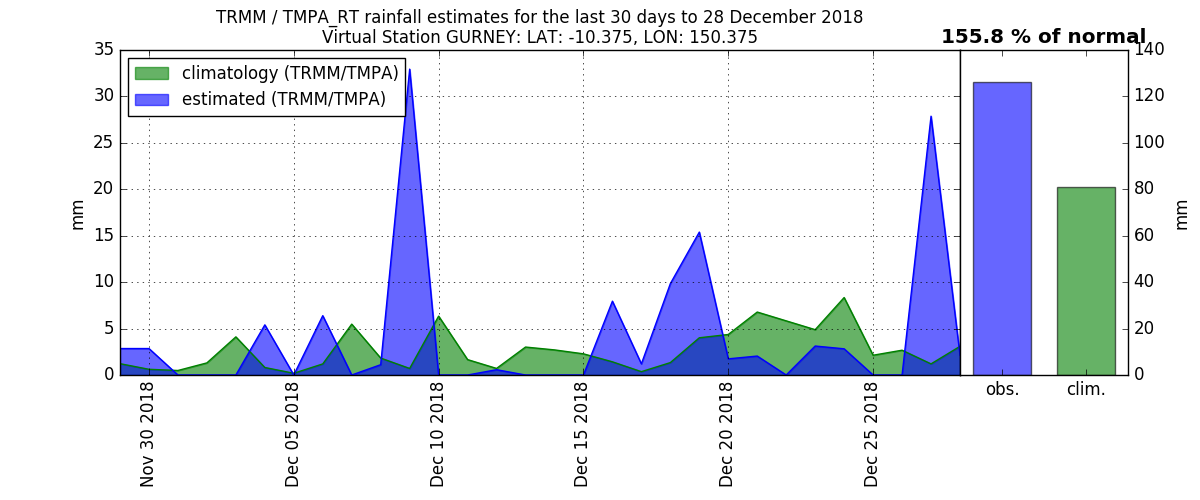 TRMM / TMPA_RT rainfall estimates for the last 30 days to 28 December 2018
Virtual Station GURNEY: LAT: -10.375, LON: 150.375
155.8 % of normal
climatology (TRMM/TMPA)
estimated (TRMM/TMPA)
35
30
25
20
15
10
5
0
mm
Nov 30 2018
Dec 05 2018
Dec 10 2018
Dec 15 2018
Dec 20 2018
Dec 25 2018
obs.
clim.
140
120
100
80
60
40
20
0
mm